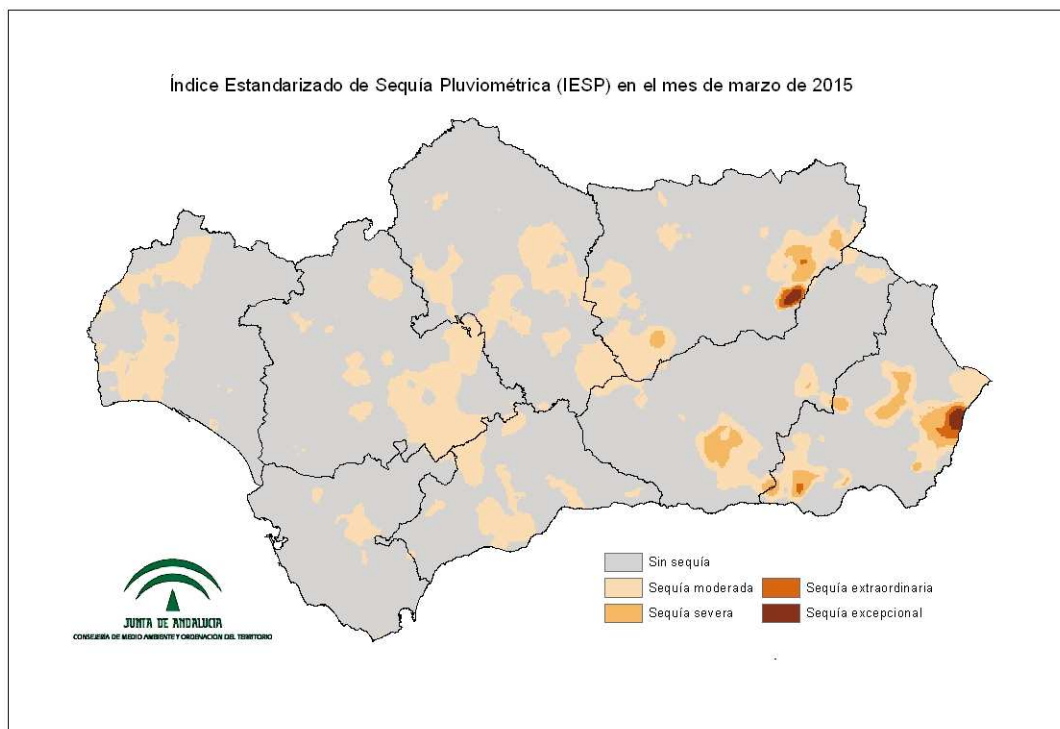 Índice Estandarizado de Sequía Pluviométrica (IESP) en el mes de marzo de 2015
Sin sequía
Sequía moderada
Sequía severa
Sequía extraordinaria
Sequía excepcional
JUNTA DE ANDALUCIA
CONSEJERÍA DE MEDIO AMBIENTE Y ORDENACIÓN DEL TERRITORIO